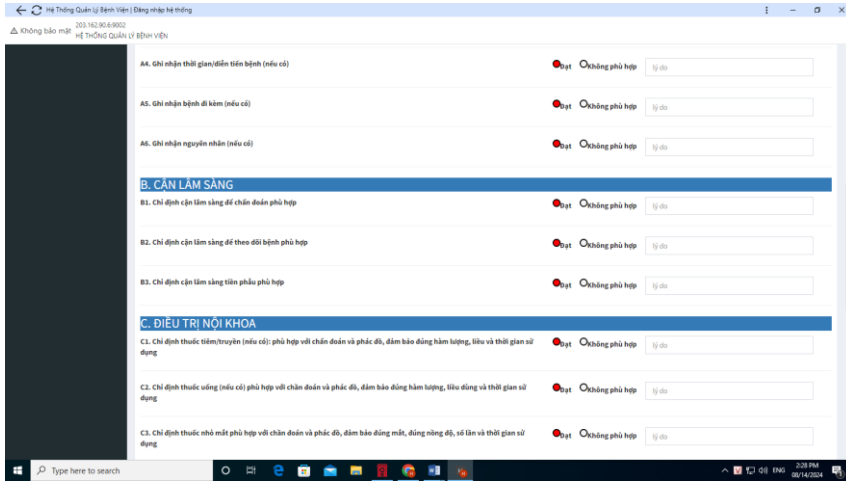 Hệ Thống Quản Lý Bệnh Viện | Đăng nhập hệ thống
Không bảo mật
203.162.90.6:9002
HỆ THỐNG QUẢN LÝ BỆNH VIỆN
A4. Ghi nhận thời gian/diễn tiến bệnh (nếu có) Đạt Không phù hợp lý do
A5. Ghi nhận bệnh đi kèm (nếu có) Đạt Không phù hợp lý do
A6. Ghi nhận nguyên nhân (nếu có) Đạt Không phù hợp lý do
B. CẬN LÂM SÀNG
B1. Chỉ định cận lâm sàng để chẩn đoán phù hợp Đạt Không phù hợp lý do
B2. Chỉ định cận lâm sàng để theo dõi bệnh phù hợp Đạt Không phù hợp lý do
B3. Chỉ định cận lâm sàng tiền phẫu phù hợp Đạt Không phù hợp lý do
C. ĐIỀU TRỊ NỘI KHOA
C1. Chỉ định thuốc tiêm/truyền (nếu có): phù hợp với chẩn đoán và phác đồ, đảm bảo đúng hàm lượng, liều và thời gian sử Đạt Không phù hợp lý do
dụng
C2. Chỉ định thuốc uống (nếu có) phù hợp với chẩn đoán và phác đồ, đảm bảo đúng hàm lượng, liều dùng và thời gian sử Đạt Không phù hợp lý do
dụng
C3. Chỉ định thuốc nhỏ mắt phù hợp với chẩn đoán và phác đồ, đảm bảo đúng mắt, đúng nồng độ, số lần và thời gian sử Đạt Không phù hợp lý do
dụng
Type here to search
ENG
2:28 PM
08/14/2024